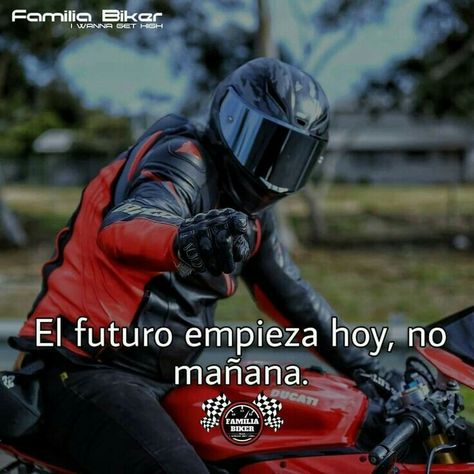 Familia Biker
I WANNA GET HIGH
El futuro empieza hoy, no
mañana.
DUCATI
FAMILIA
BIKER